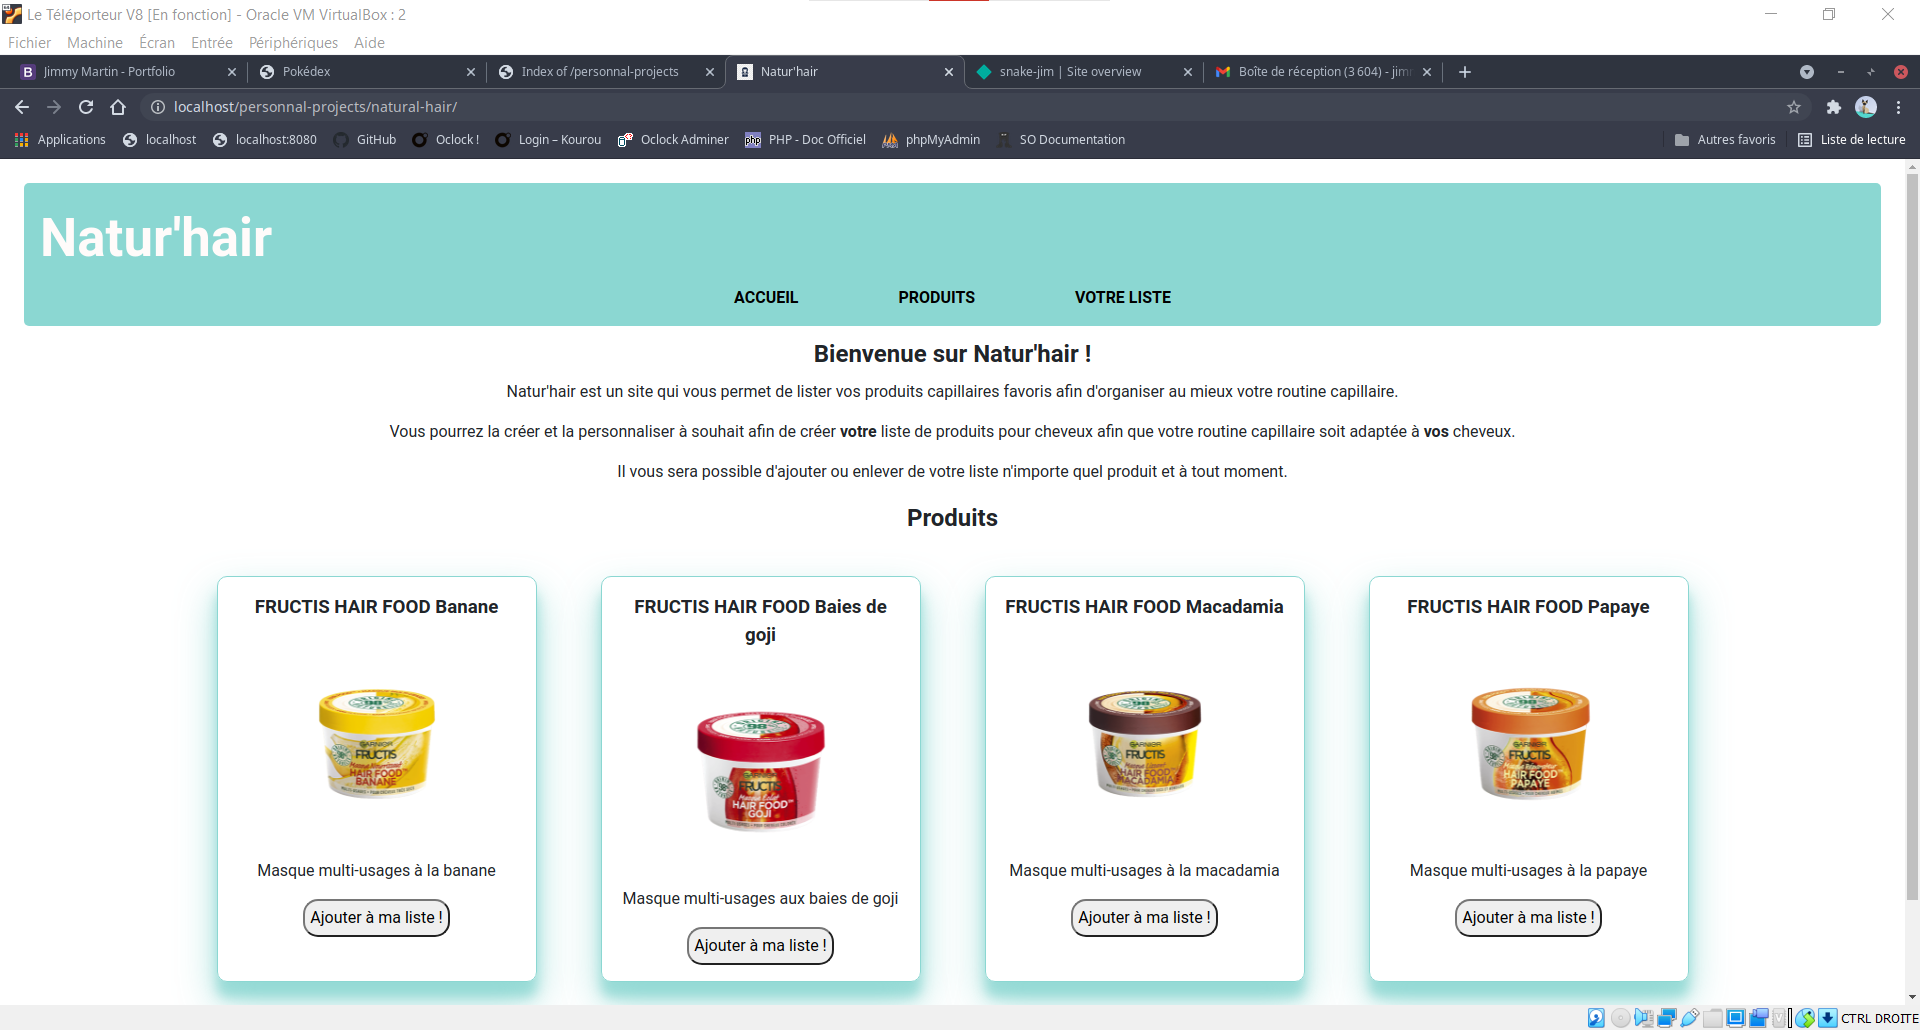 Le Téléporteur V8 [En fonction] - Oracle VM VirtualBox : 2
Fichier Machine Écran Entrée Périphériques Aide
Jimmy Martin - Portfolio Pokédex Index of /personnal-projects Natur'hair snake-jim | Site overview Boîte de réception (3 604) - jimm
localhost/personnal-projects/natural-hair/
Applications localhost localhost:8080 GitHub Oclock ! Login – Kourou Oclock Adminer PHP - Doc Officiel phpMyAdmin SO Documentation Autres favoris Liste de lecture
Natur'hair
ACCUEIL PRODUITS VOTRE LISTE
Bienvenue sur Natur'hair !
Natur'hair est un site qui vous permet de lister vos produits capillaires favoris afin d'organiser au mieux votre routine capillaire.
Vous pourrez la créer et la personnaliser à souhait afin de créer votre liste de produits pour cheveux afin que votre routine capillaire soit adaptée à vos cheveux.
Il vous sera possible d'ajouter ou enlever de votre liste n'importe quel produit et à tout moment.
Produits
FRUCTIS HAIR FOOD Banane
GARNIER
FRUCTIS
HAIR FOOD
BANANE
Masque multi-usages à la banane
Ajouter à ma liste !
FRUCTIS HAIR FOOD Baies de
goji
GARNIER
FRUCTIS
HAIR FOOD
GOJI
Masque multi-usages aux baies de goji
Ajouter à ma liste !
FRUCTIS HAIR FOOD Macadamia
GARNIER
FRUCTIS
HAIR FOOD
MACADAMIA
Masque multi-usages à la macadamia
Ajouter à ma liste !
FRUCTIS HAIR FOOD Papaye
GARNIER
FRUCTIS
HAIR FOOD
PAPAYE
Masque multi-usages à la papaye
Ajouter à ma liste !
CTRL DROITE